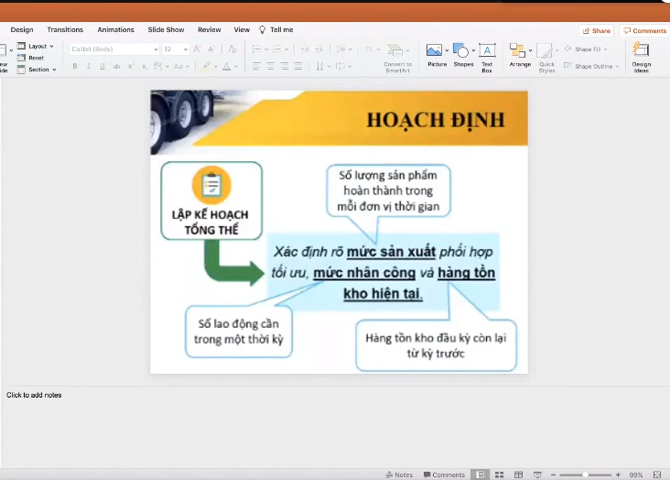 Design Transitions Animations Slide Show Review View Tell me Share Comments
Layout
Reset
Section
Calibri (Body) 12
Convert to
SmartArt
Picture
Shapes
Text
Box
Arrange
Quick
Styles
Shape Fill
Shape Outline
Design
Ideas
HOẠCH ĐỊNH
LẬP KẾ HOẠCH
TỔNG THỂ
Số lượng sản phẩm
hoàn thành trong
mỗi đơn vị thời gian
Xác định rõ mức sản xuất phối hợp
tối ưu, mức nhân công và hàng tồn
kho hiện tại.
Số lao động cần
trong một thời kỳ
Hàng tồn kho đầu kỳ còn lại
từ kỳ trước
Click to add notes
Notes Comments 99%